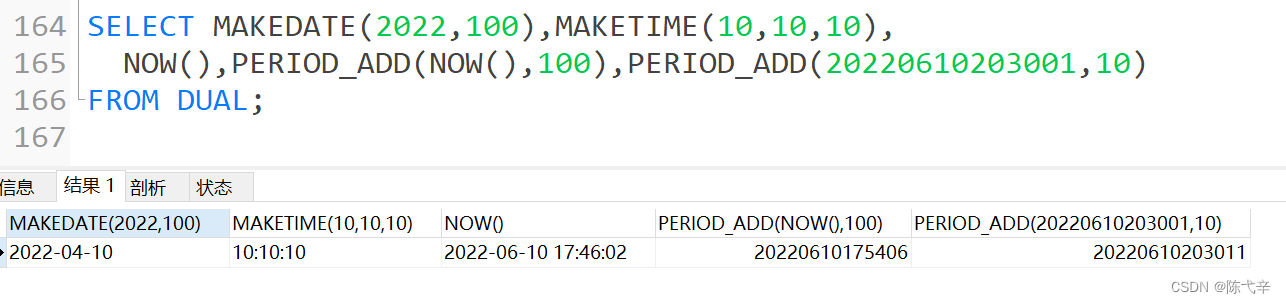 164 SELECT MAKEDATE(2022,100),MAKETIME(10,10,10),
165 NOW(),PERIOD_ADD(NOW(),100),PERIOD_ADD(20220610203001,10)
166 FROM DUAL;
167
信息 结果 1 剖析 状态
MAKEDATE(2022,100) MAKETIME(10,10,10) NOW() PERIOD_ADD(NOW(),100) PERIOD_ADD(20220610203001,10)
2022-04-10 10:10:10 2022-06-10 17:46:02 20220610175406 20220610203011
CSDN @陈弋辛